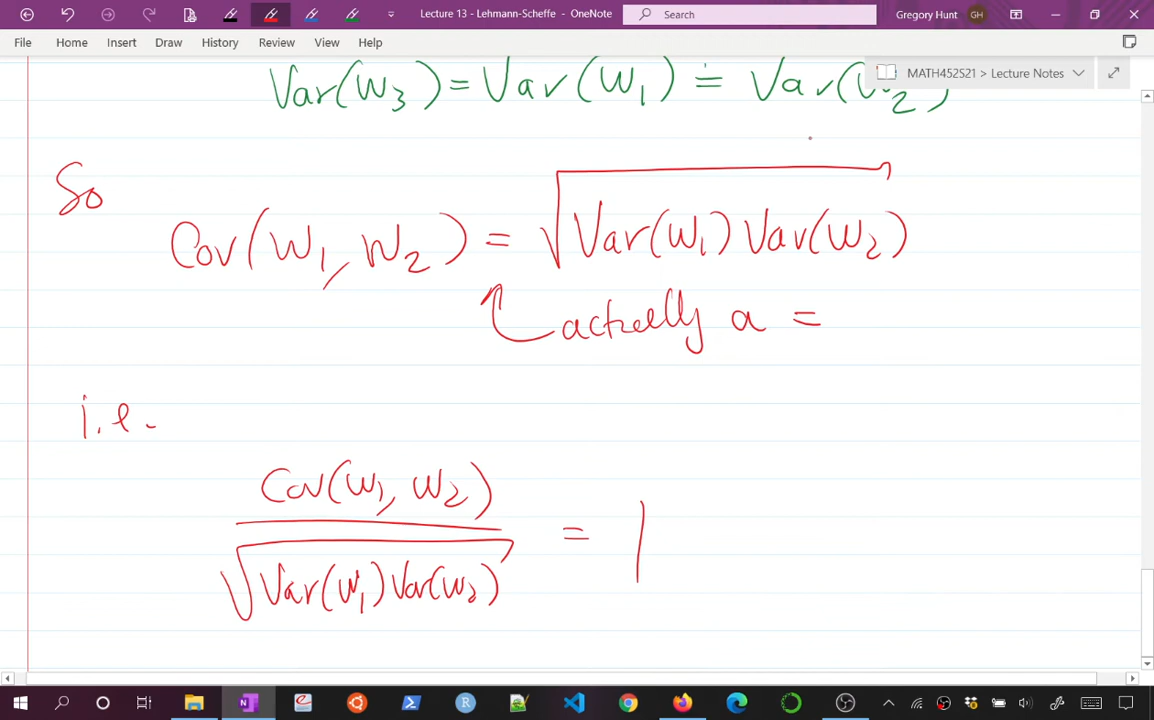 Lecture 13 - Lehmann-Scheffe - OneNote
Search
Gregory Hunt GH
File Home Insert Draw History Review View Help
MATH452S21 > Lecture Notes
Var(W₃) = Var(W₁) = Var(W₂)
So
Cov(W₁, W₂) = √Var(W₁) Var(W₂)
actually a =
i.e.
Cov(W₁, W₂)
√Var(W₁) Var(W₂)
= 1